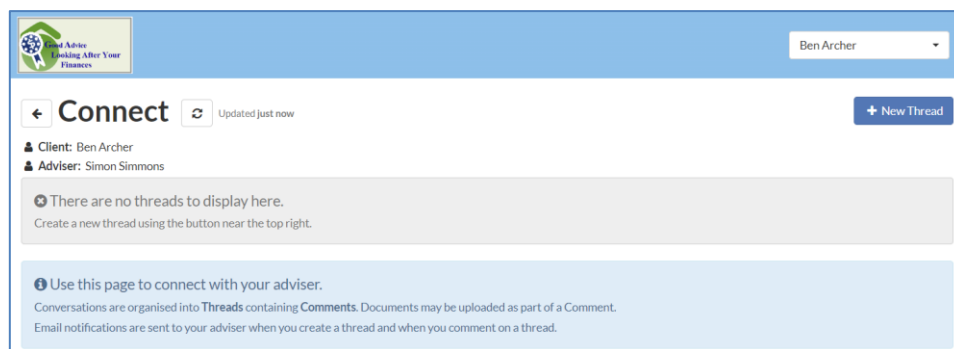 Good Advice
Looking After Your
Finances
Ben Archer
Connect
Updated just now
+ New Thread
Client: Ben Archer
Adviser: Simon Simmons
There are no threads to display here.
Create a new thread using the button near the top right.
Use this page to connect with your adviser.
Conversations are organised into Threads containing Comments. Documents may be uploaded as part of a Comment.
Email notifications are sent to your adviser when you create a thread and when you comment on a thread.